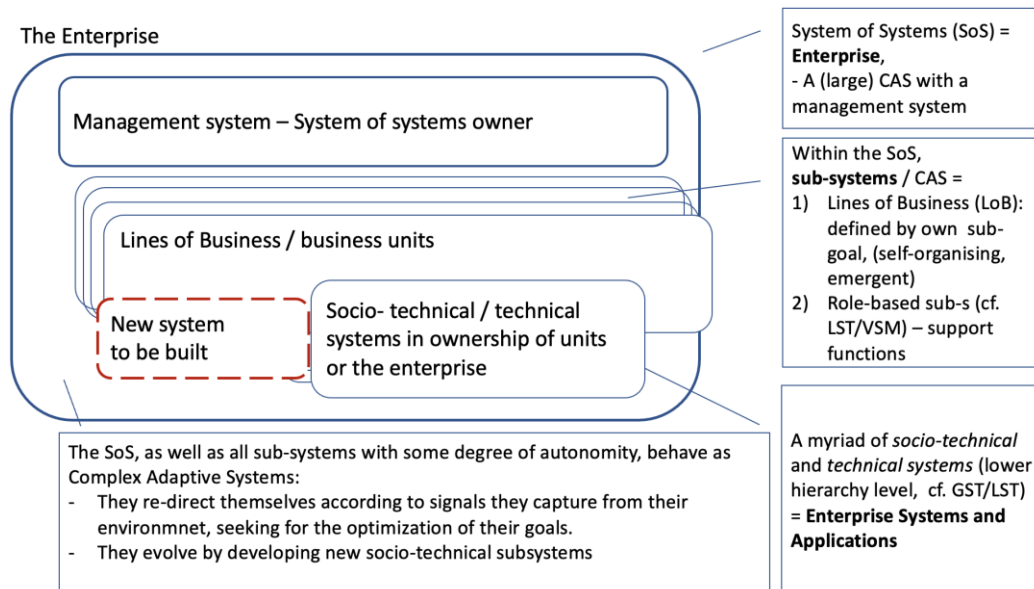 The Enterprise
Management system – System of systems owner
Lines of Business / business units
New system
to be built
Socio- technical / technical
systems in ownership of units
or the enterprise
System of Systems (SoS) =
Enterprise,
- A (large) CAS with a
management system
Within the SoS,
sub-systems / CAS =
1) Lines of Business (LoB):
defined by own sub-
goal, (self-organising,
emergent)
2) Role-based sub-s (cf.
LST/VSM) – support
functions
A myriad of socio-technical
and technical systems (lower
hierarchy level, cf. GST/LST)
= Enterprise Systems and
Applications
The SoS, as well as all sub-systems with some degree of autonomity, behave as
Complex Adaptive Systems:
- They re-direct themselves according to signals they capture from their
environmnet, seeking for the optimization of their goals.
- They evolve by developing new socio-technical subsystems